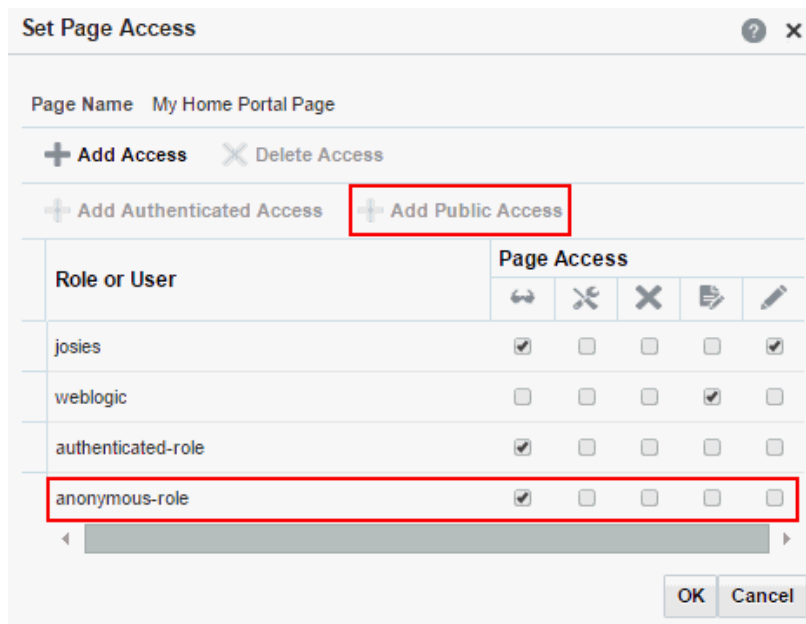 Set Page Access
Page Name My Home Portal Page
Add Access Delete Access
Add Authenticated Access Add Public Access
Role or User
Page Access
josies
weblogic
authenticated-role
anonymous-role
OK Cancel